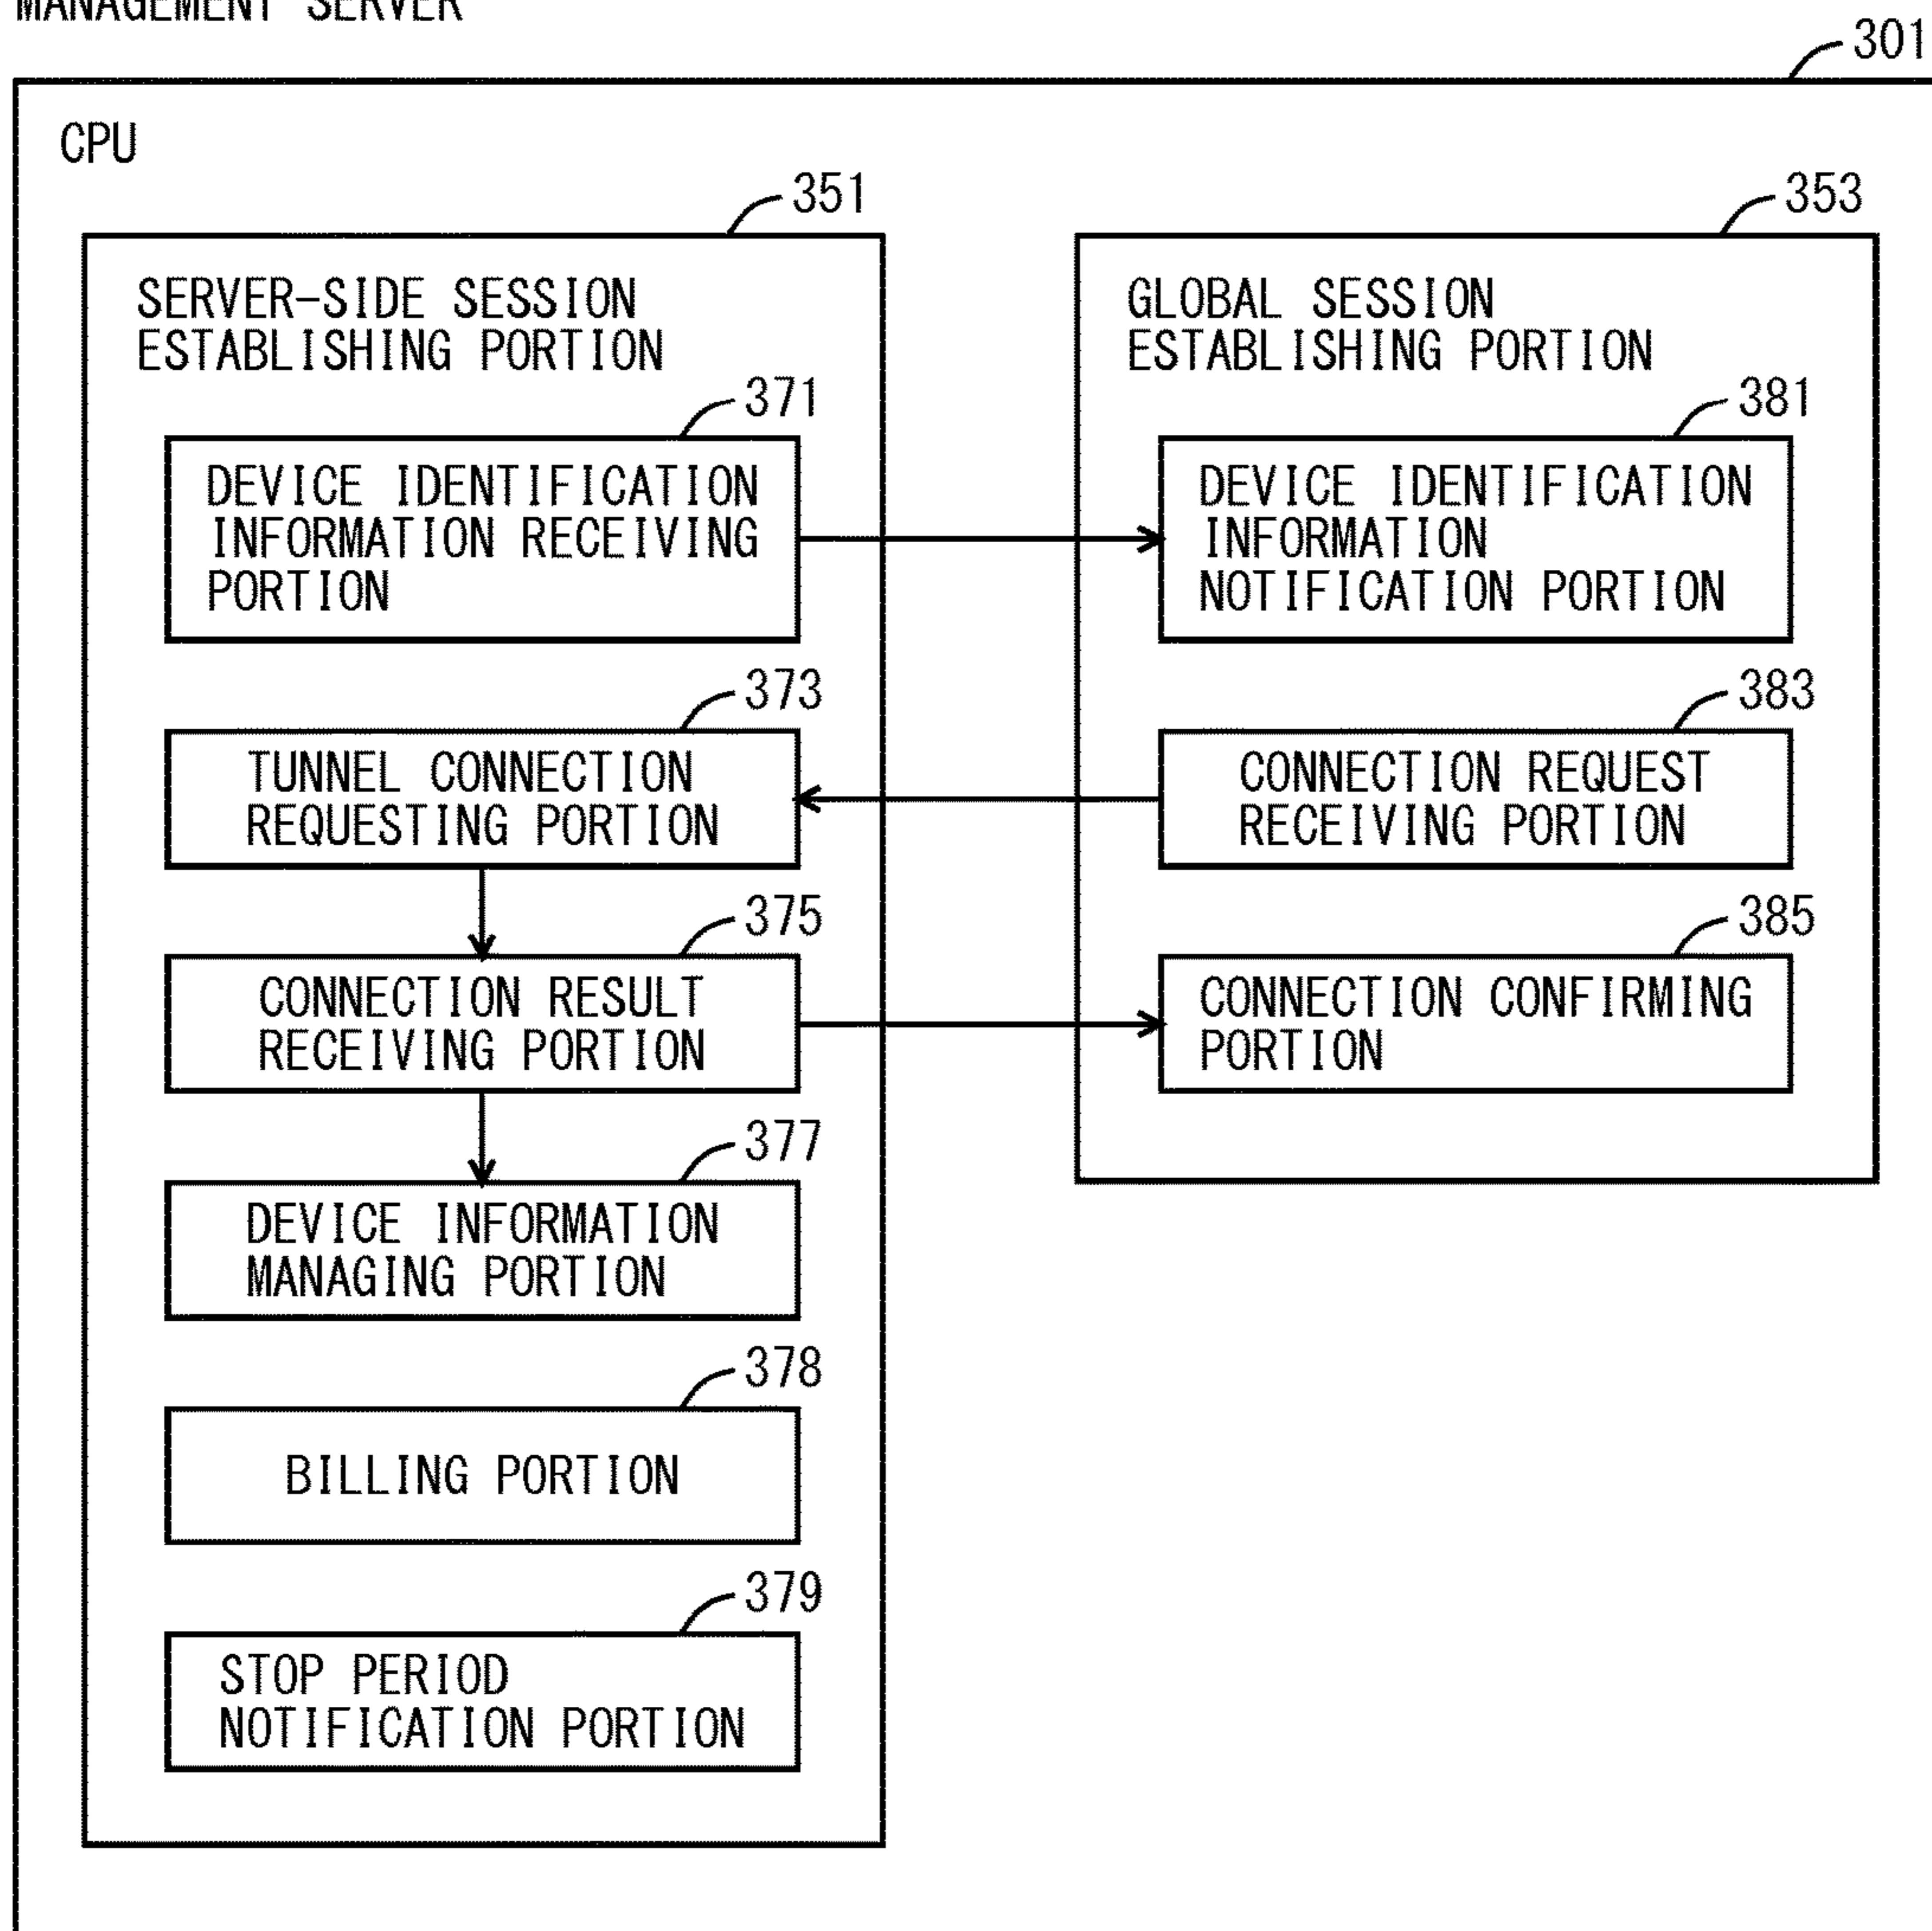 MANAGEMENT SERVER
301
CPU
351
SERVER-SIDE SESSION
ESTABLISHING PORTION
371
DEVICE IDENTIFICATION
INFORMATION RECEIVING
PORTION
373
TUNNEL CONNECTION
REQUESTING PORTION
375
CONNECTION RESULT
RECEIVING PORTION
377
DEVICE INFORMATION
MANAGING PORTION
378
BILLING PORTION
379
STOP PERIOD
NOTIFICATION PORTION
353
GLOBAL SESSION
ESTABLISHING PORTION
381
DEVICE IDENTIFICATION
INFORMATION
NOTIFICATION PORTION
383
CONNECTION REQUEST
RECEIVING PORTION
385
CONNECTION CONFIRMING
PORTION